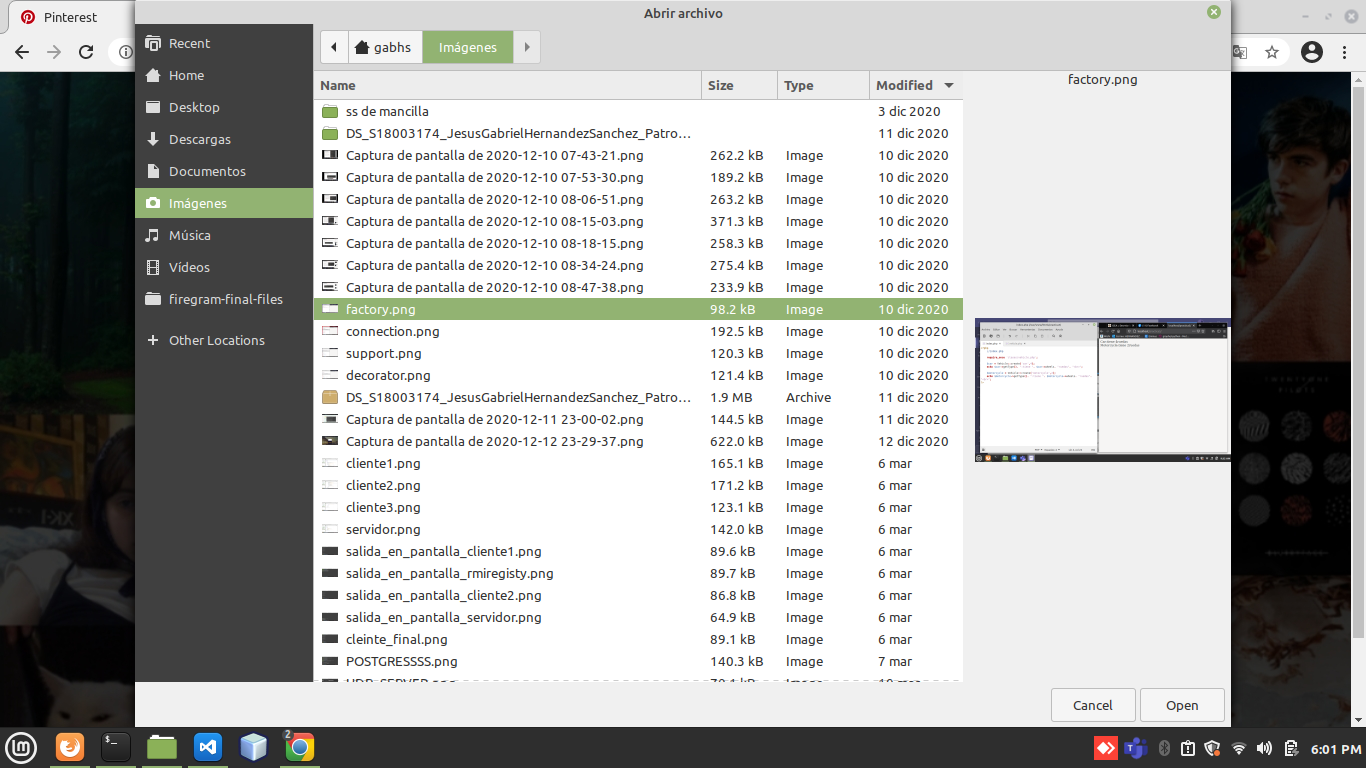 Pinterest
Abrir archivo
Recent
Home
Desktop
Descargas
Documentos
Imágenes
Música
Vídeos
firegram-final-files
Other Locations
gabhs Imágenes
Name Size Type Modified
ss de mancilla 3 dic 2020
DS_S18003174_JesusGabrielHernandezSanchez_Patro... 11 dic 2020
Captura de pantalla de 2020-12-10 07-43-21.png 262.2 kB Image 10 dic 2020
Captura de pantalla de 2020-12-10 07-53-30.png 189.2 kB Image 10 dic 2020
Captura de pantalla de 2020-12-10 08-06-51.png 263.2 kB Image 10 dic 2020
Captura de pantalla de 2020-12-10 08-15-03.png 371.3 kB Image 10 dic 2020
Captura de pantalla de 2020-12-10 08-18-15.png 258.3 kB Image 10 dic 2020
Captura de pantalla de 2020-12-10 08-34-24.png 275.4 kB Image 10 dic 2020
Captura de pantalla de 2020-12-10 08-47-38.png 233.9 kB Image 10 dic 2020
factory.png 98.2 kB Image 10 dic 2020
connection.png 192.5 kB Image 10 dic 2020
support.png 120.3 kB Image 10 dic 2020
decorator.png 121.4 kB Image 10 dic 2020
DS_S18003174_JesusGabrielHernandezSanchez_Patro... 1.9 MB Archive 11 dic 2020
Captura de pantalla de 2020-12-11 23-00-02.png 144.5 kB Image 11 dic 2020
Captura de pantalla de 2020-12-12 23-29-37.png 622.0 kB Image 12 dic 2020
cliente1.png 165.1 kB Image 6 mar
cliente2.png 171.2 kB Image 6 mar
cliente3.png 123.1 kB Image 6 mar
servidor.png 142.0 kB Image 6 mar
salida_en_pantalla_cliente1.png 89.6 kB Image 6 mar
salida_en_pantalla_rmiregisty.png 89.7 kB Image 6 mar
salida_en_pantalla_cliente2.png 86.8 kB Image 6 mar
salida_en_pantalla_servidor.png 64.9 kB Image 6 mar
cleinte_final.png 89.1 kB Image 6 mar
POSTGRESSSS.png 140.3 kB Image 7 mar
factory.png
Cancel Open
2
6:01 PM